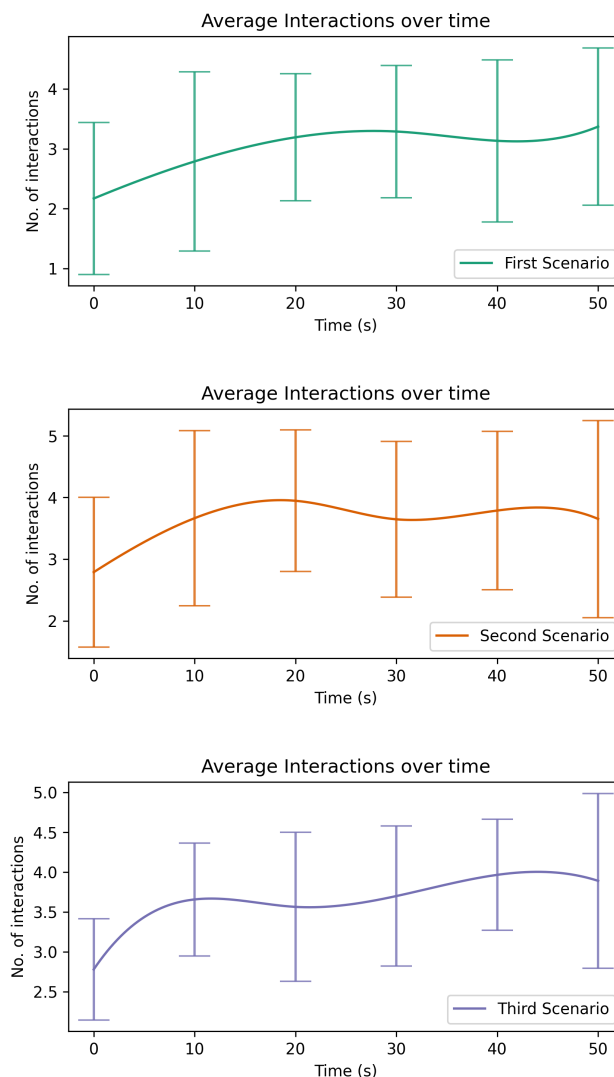 Average Interactions over time
4
3
2
1
No. of interactions
First Scenario
0 10 20 30 40 50
Time (s)
Average Interactions over time
5
4
3
2
No. of interactions
Second Scenario
0 10 20 30 40 50
Time (s)
Average Interactions over time
5.0
4.5
4.0
3.5
3.0
2.5
No. of interactions
Third Scenario
0 10 20 30 40 50
Time (s)